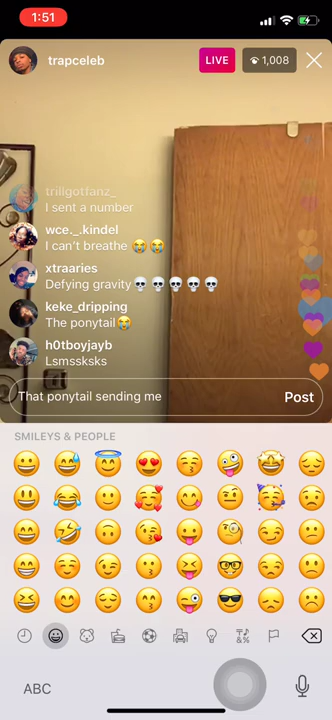 1:51
trapceleb
LIVE
1,008
trillgotfanz_
I sent a number
wce._.kindel
I can't breathe 😭😭
xtraaries
Defying gravity💀💀💀💀💀
keke_dripping
The ponytail😭
h0tboyjayb
Lsmssksks
That ponytail sending me
Post
SMILEYS & PEOPLE
ABC